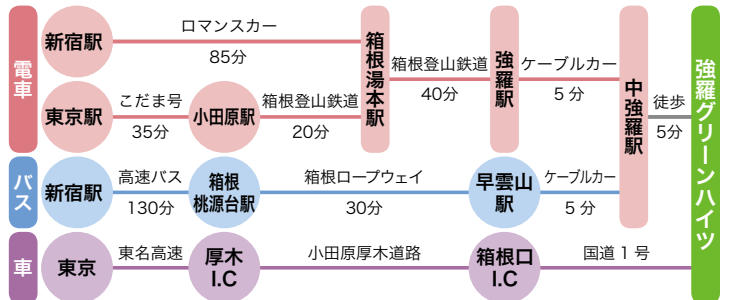 電車
新宿駅
ロマンスカー
85分
東京駅
こだま号
35分
小田原駅
箱根登山鉄道
20分
箱根湯本駅
箱根登山鉄道
40分
強羅駅
ケーブルカー
5 分
中強羅駅
徒歩
5分
強羅グリーンハイツ
バス
新宿駅
高速バス
130分
箱根
桃源台駅
箱根ロープウェイ
30分
早雲山
駅
ケーブルカー
5 分
車
東京
東名高速
厚木
I.C
小田原厚木道路
箱根口
I.C
国道 1 号